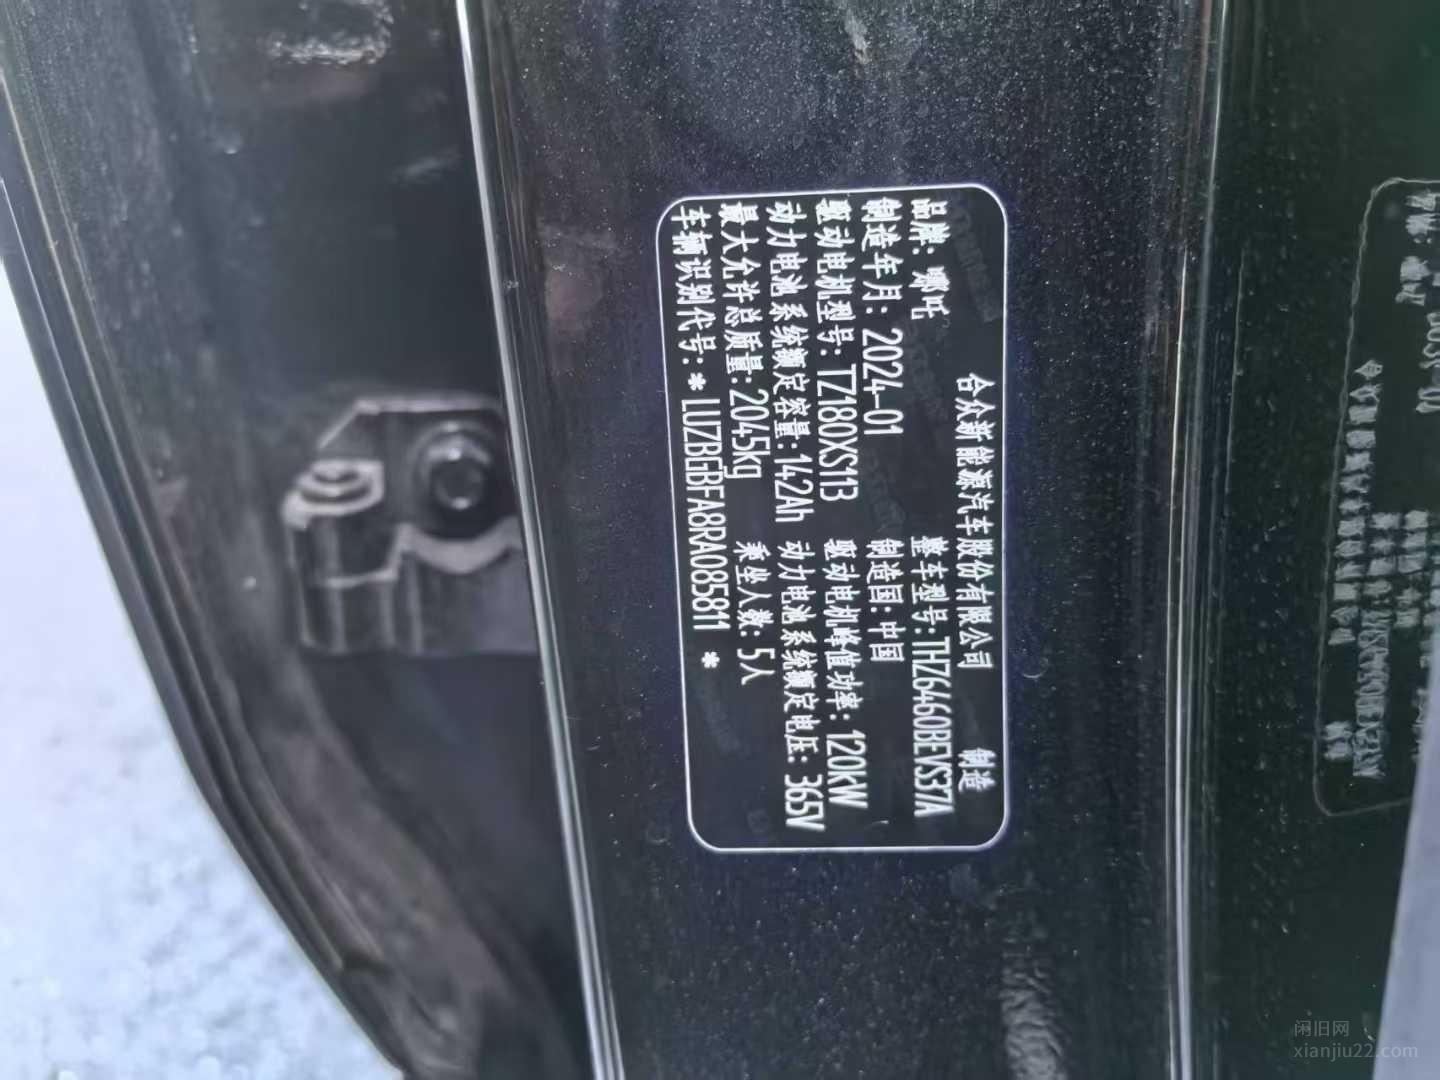 合众新能源汽车股份有限公司 制造
品牌: 哪吒 整车型号: THZ6460BEVS37A
制造年月: 2024-01 制造国: 中国
驱动电机型号: TZ180XS113 驱动电机峰值功率: 120kW
动力电池系统额定容量: 142Ah 动力电池系统额定电压: 365V
最大允许总质量: 2045kg 乘坐人数: 5人
车辆识别代号: * LUZBGBFA8RA085811 *
闲旧网
xianjiu22.com